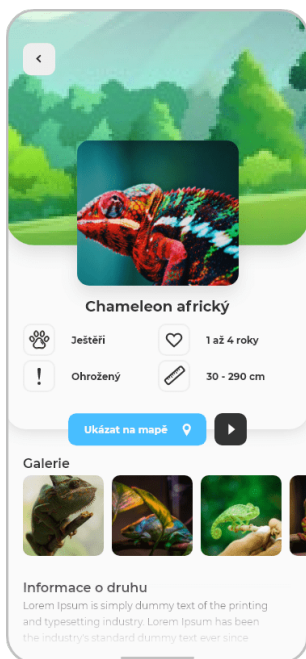 Chameleon africký
Ještěři
1 až 4 roky
Ohrožený
30 - 290 cm
Ukázat na mapě
Galerie
Informace o druhu
Lorem Ipsum is simply dummy text of the printing
and typesetting industry. Lorem Ipsum has been
the industry's standard dummy text ever since